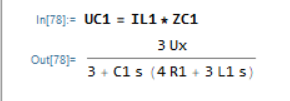 In[78]:= UC1 = IL1 * ZC1
Out[78]=
3 Ux
3 + C1 s (4 R1 + 3 L1 s)